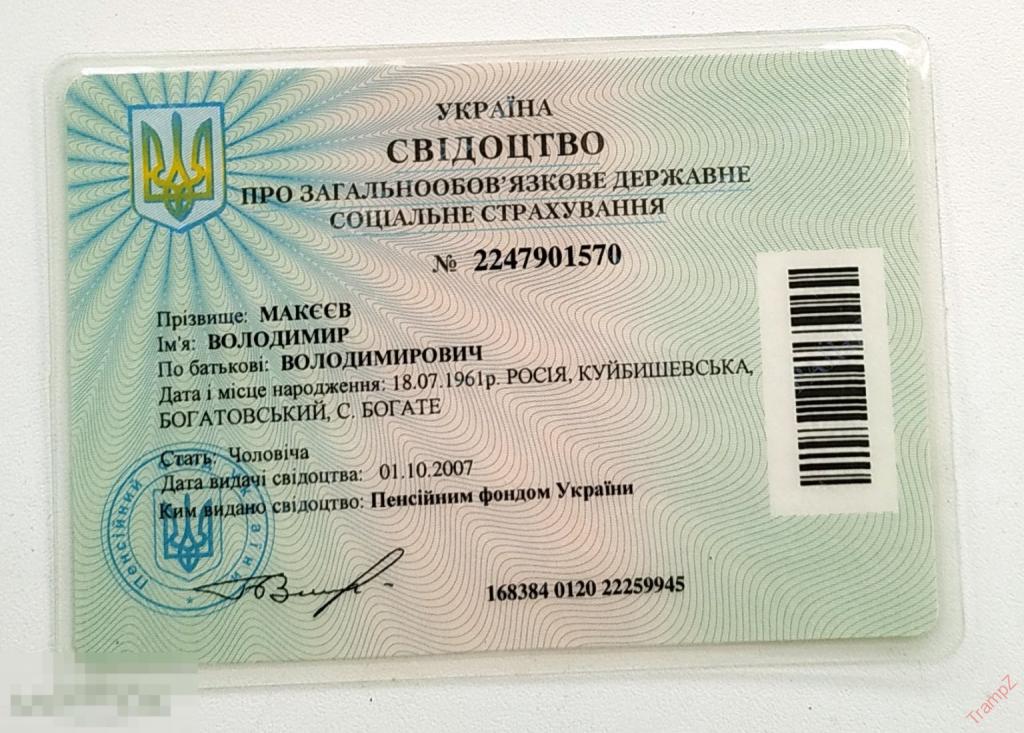 УКРАЇНА
СВІДОЦТВО
ПРО ЗАГАЛЬНООБОВ'ЯЗКОВЕ ДЕРЖАВНЕ
СОЦІАЛЬНЕ СТРАХУВАННЯ
№ 2247901570
Прізвище: МАКЄЄВ
Ім'я: ВОЛОДИМИР
По батькові: ВОЛОДИМИРОВИЧ
Дата і місце народження: 18.07.1961р. РОСІЯ, КУЙБИШЕВСЬКА,
БОГАТОВСЬКИЙ, С. БОГАТЕ
Стать: Чоловіча
Дата видачі свідоцтва: 01.10.2007
Ким видано свідоцтво: Пенсійним фондом України
Пенсійний
168384 0120 22259945
TrampZ